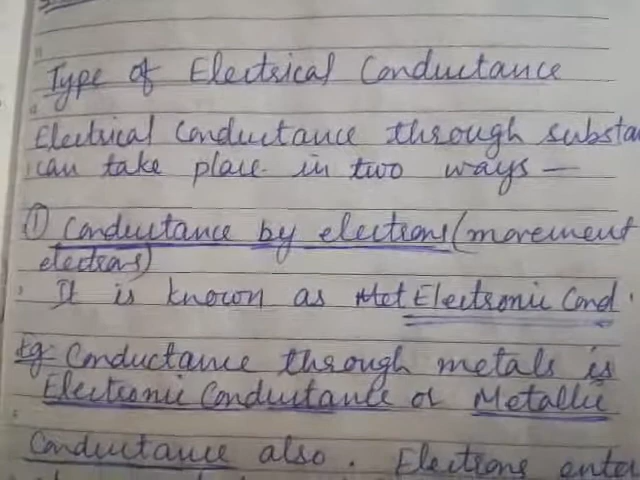 Type of Electrical Conductance
Electrical Conductance through substa
can take place in two ways —
① Conductance by electrons (movement
electrons)
It is known as Met Electronic Cond
Eg: Conductance through metals is
Electronic Conductance or Metallic
Conductance also. Electrons enter